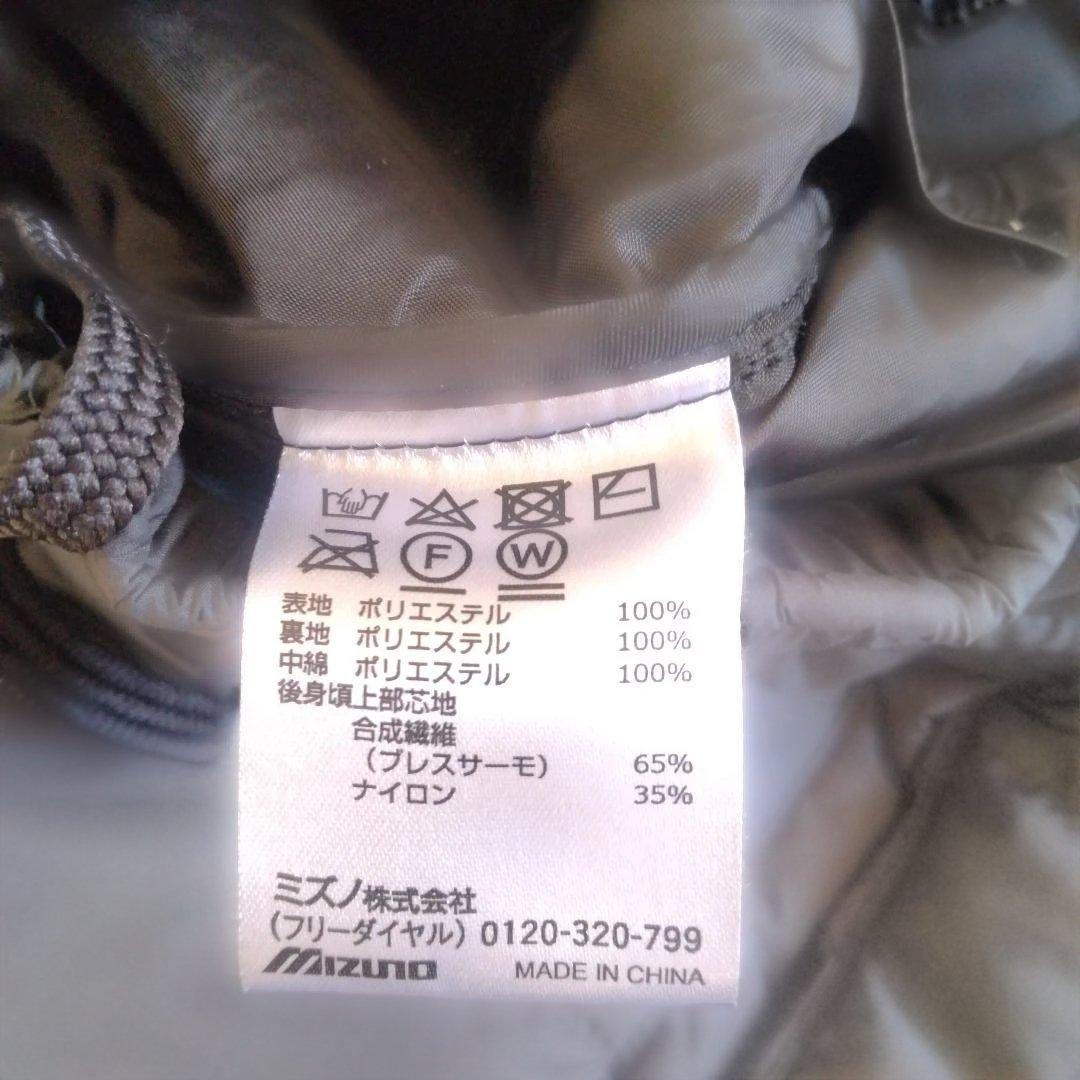 F W
表地 ポリエステル 100%
裏地 ポリエステル 100%
中綿 ポリエステル 100%
後身頃上部芯地
合成繊維
(ブレスサーモ) 65%
ナイロン 35%
ミズノ株式会社
(フリーダイヤル) 0120-320-799
MIZUNO MADE IN CHINA